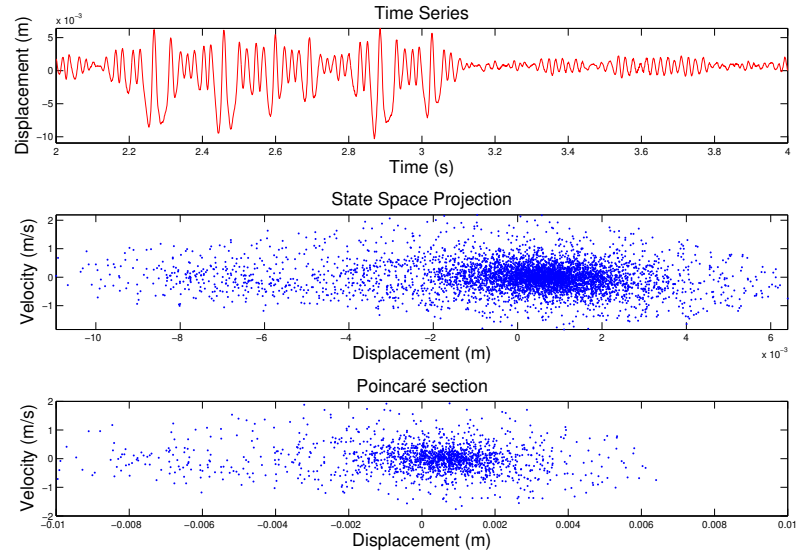 Time Series
x 10⁻³
Displacement (m)
5
0
−5
−10
2 2.2 2.4 2.6 2.8 3 3.2 3.4 3.6 3.8 4
Time (s)
State Space Projection
Velocity (m/s)
2
1
0
−1
−10 −8 −6 −4 −2 0 2 4 6
x 10⁻³
Displacement (m)
Poincaré section
Velocity (m/s)
2
1
0
−1
−2
−0.01 −0.008 −0.006 −0.004 −0.002 0 0.002 0.004 0.006 0.008 0.01
Displacement (m)